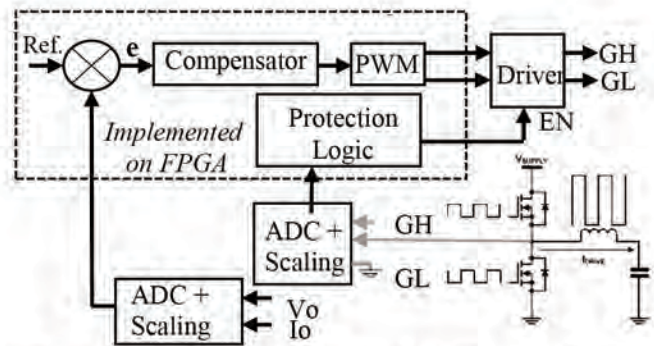 Ref.
e
Compensator
PWM
Driver
GH
GL
EN
Implemented
on FPGA
Protection
Logic
VSUPPLY
ADC +
Scaling
GH
GL
ADC +
Scaling
Vo
Io